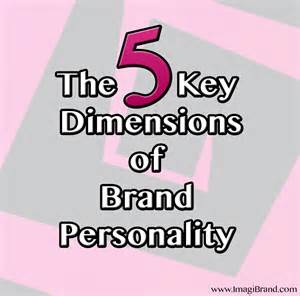 The 5 Key
Dimensions
of
Brand
Personality
www.ImagiBrand.com